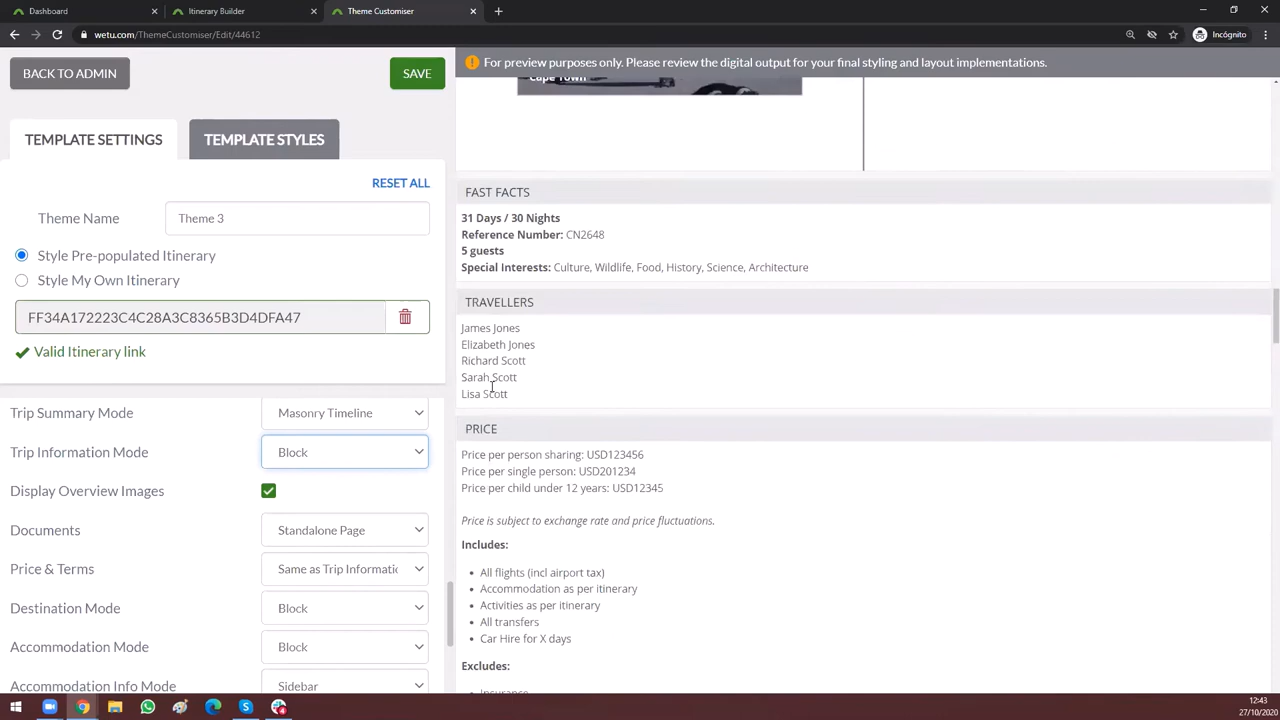 Dashboard
Itinerary Builder
Theme Customiser
wetu.com/ThemeCustomiser/Edit/44612
Incógnito
BACK TO ADMIN
SAVE
TEMPLATE SETTINGS
TEMPLATE STYLES
RESET ALL
Theme Name
Theme 3
Style Pre-populated Itinerary
Style My Own Itinerary
FF34A172223C4C28A3C8365B3D4DFA47
Valid Itinerary link
Trip Summary Mode
Masonry Timeline
Trip Information Mode
Block
Display Overview Images
Documents
Standalone Page
Price & Terms
Same as Trip Informatic
Destination Mode
Block
Accommodation Mode
Block
Accommodation Info Mode
Sidebar
For preview purposes only. Please review the digital output for your final styling and layout implementations.
Cape Town
FAST FACTS
31 Days / 30 Nights
Reference Number: CN2648
5 guests
Special Interests: Culture, Wildlife, Food, History, Science, Architecture
TRAVELLERS
James Jones
Elizabeth Jones
Richard Scott
Sarah Scott
Lisa Scott
PRICE
Price per person sharing: USD123456
Price per single person: USD201234
Price per child under 12 years: USD12345
Price is subject to exchange rate and price fluctuations.
Includes:
All flights (incl airport tax)
Accommodation as per itinerary
Activities as per itinerary
All transfers
Car Hire for X days
Excludes:
Insurance
12:43
27/10/2020